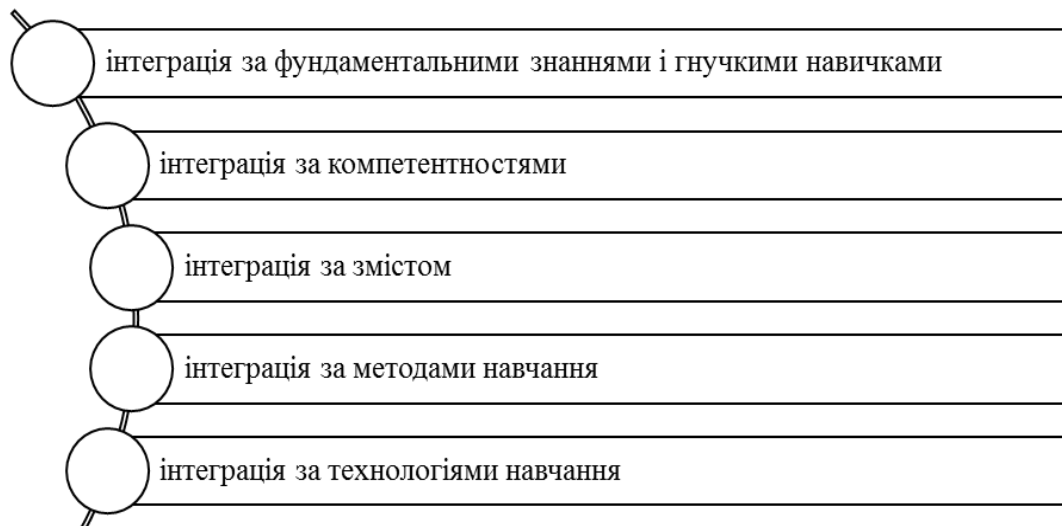 інтеграція за фундаментальними знаннями і гнучкими навичками
інтеграція за компетентностями
інтеграція за змістом
інтеграція за методами навчання
інтеграція за технологіями навчання